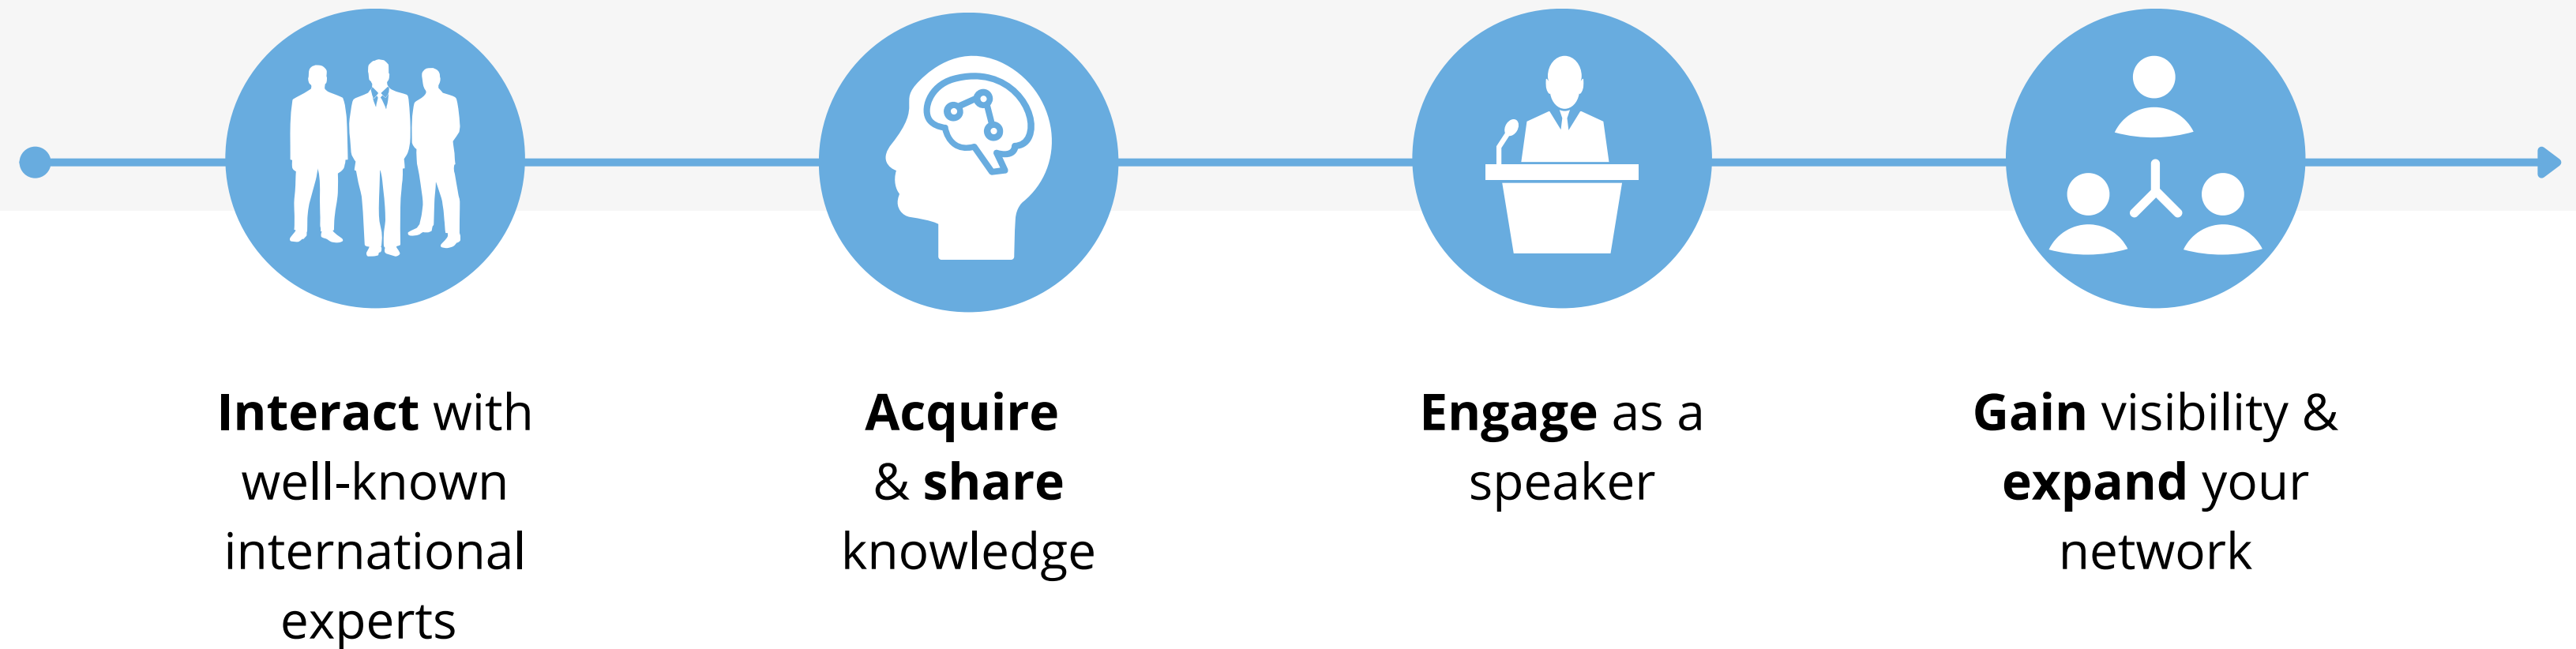 Interact with
well-known
international
experts
Acquire
& share
knowledge
Engage as a
speaker
Gain visibility &
expand your
network